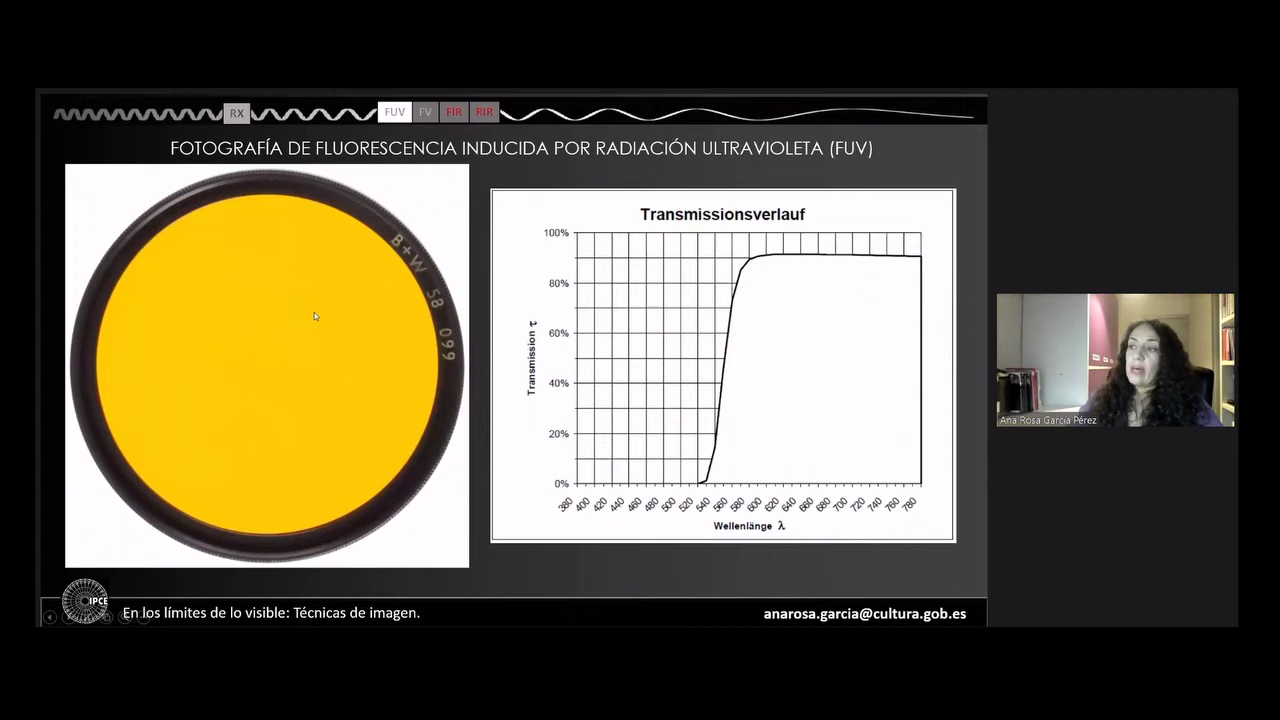 RX
FUV FV FIR RIR
FOTOGRAFÍA DE FLUORESCENCIA INDUCIDA POR RADIACIÓN ULTRAVIOLETA (FUV)
B+W 58 099
Transmissionsverlauf
100%
80%
60%
40%
20%
0%
Transmission τ
380 400 420 440 460 480 500 520 540 560 580 600 620 640 660 680 700 720 740 760 780
Wellenlänge λ
Ana Rosa García Pérez
IPCE
En los límites de lo visible: Técnicas de imagen.
anarosa.garcia@cultura.gob.es